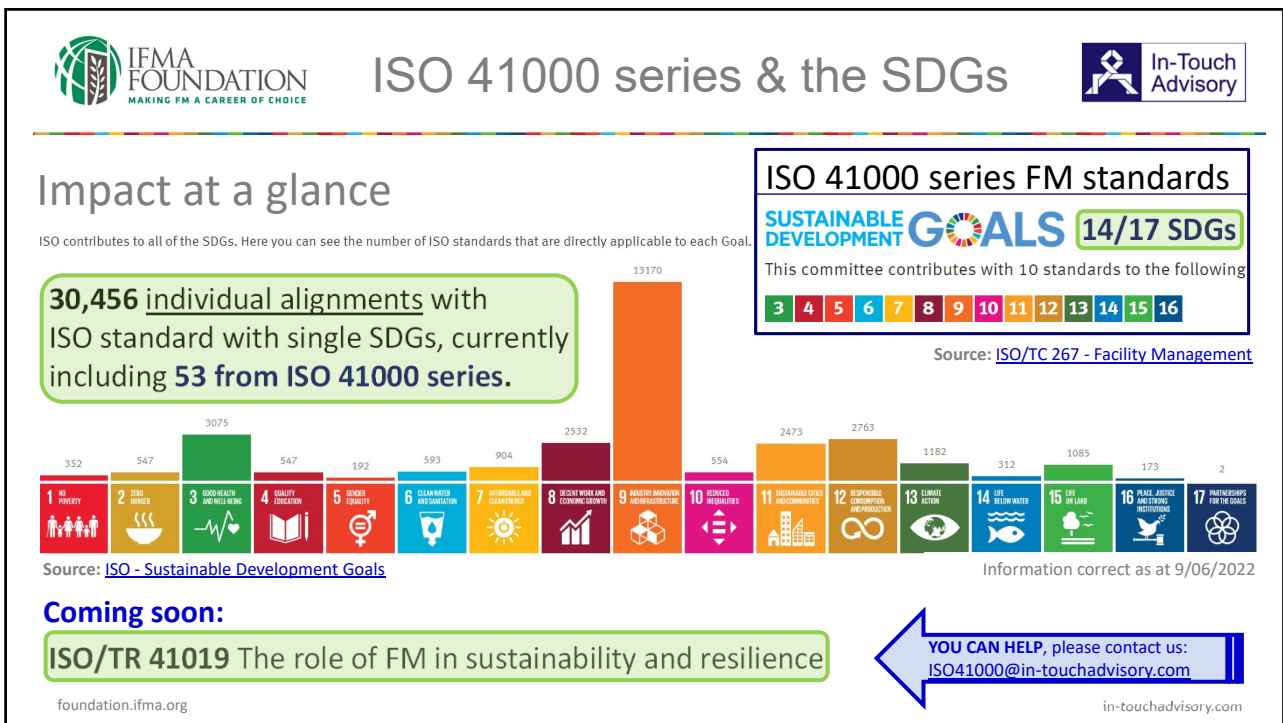 IFMA
FOUNDATION
MAKING FM A CAREER OF CHOICE
ISO 41000 series & the SDGs
In-Touch
Advisory
Impact at a glance
ISO contributes to all of the SDGs. Here you can see the number of ISO standards that are directly applicable to each Goal.
ISO 41000 series FM standards
SUSTAINABLE
DEVELOPMENT
GOALS
14/17 SDGs
This committee contributes with 10 standards to the following
3 4 5 6 7 8 9 10 11 12 13 14 15 16
Source: ISO/TC 267 - Facility Management
30,456 individual alignments with
ISO standard with single SDGs, currently
including 53 from ISO 41000 series.
352 547 3075 547 192 593 904 2532 13170 554 2473 2763 1182 312 1085 173 2
1 NO
POVERTY
2 ZERO
HUNGER
3 GOOD HEALTH
AND WELL-BEING
4 QUALITY
EDUCATION
5 GENDER
EQUALITY
6 CLEAN WATER
AND SANITATION
7 AFFORDABLE AND
CLEAN ENERGY
8 DECENT WORK AND
ECONOMIC GROWTH
9 INDUSTRY, INNOVATION
AND INFRASTRUCTURE
10 REDUCED
INEQUALITIES
11 SUSTAINABLE CITIES
AND COMMUNITIES
12 RESPONSIBLE
CONSUMPTION
AND PRODUCTION
13 CLIMATE
ACTION
14 LIFE
BELOW WATER
15 LIFE
ON LAND
16 PEACE, JUSTICE
AND STRONG
INSTITUTIONS
17 PARTNERSHIPS
FOR THE GOALS
Source: ISO - Sustainable Development Goals
Information correct as at 9/06/2022
Coming soon:
ISO/TR 41019 The role of FM in sustainability and resilience
YOU CAN HELP, please contact us:
ISO41000@in-touchadvisory.com
foundation.ifma.org
in-touchadvisory.com